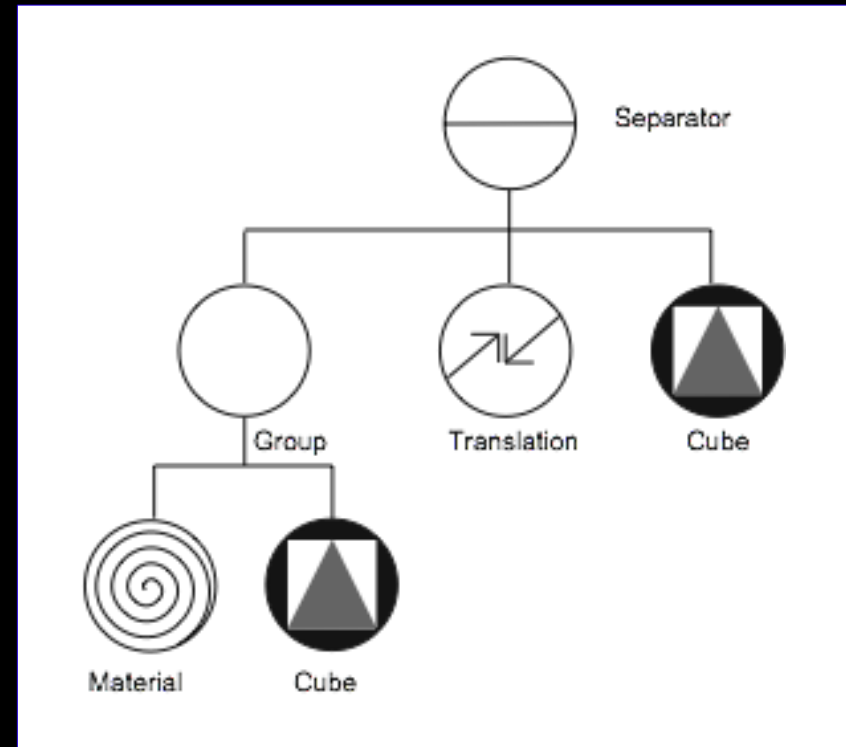 Separator
Group
Translation
Cube
Material
Cube